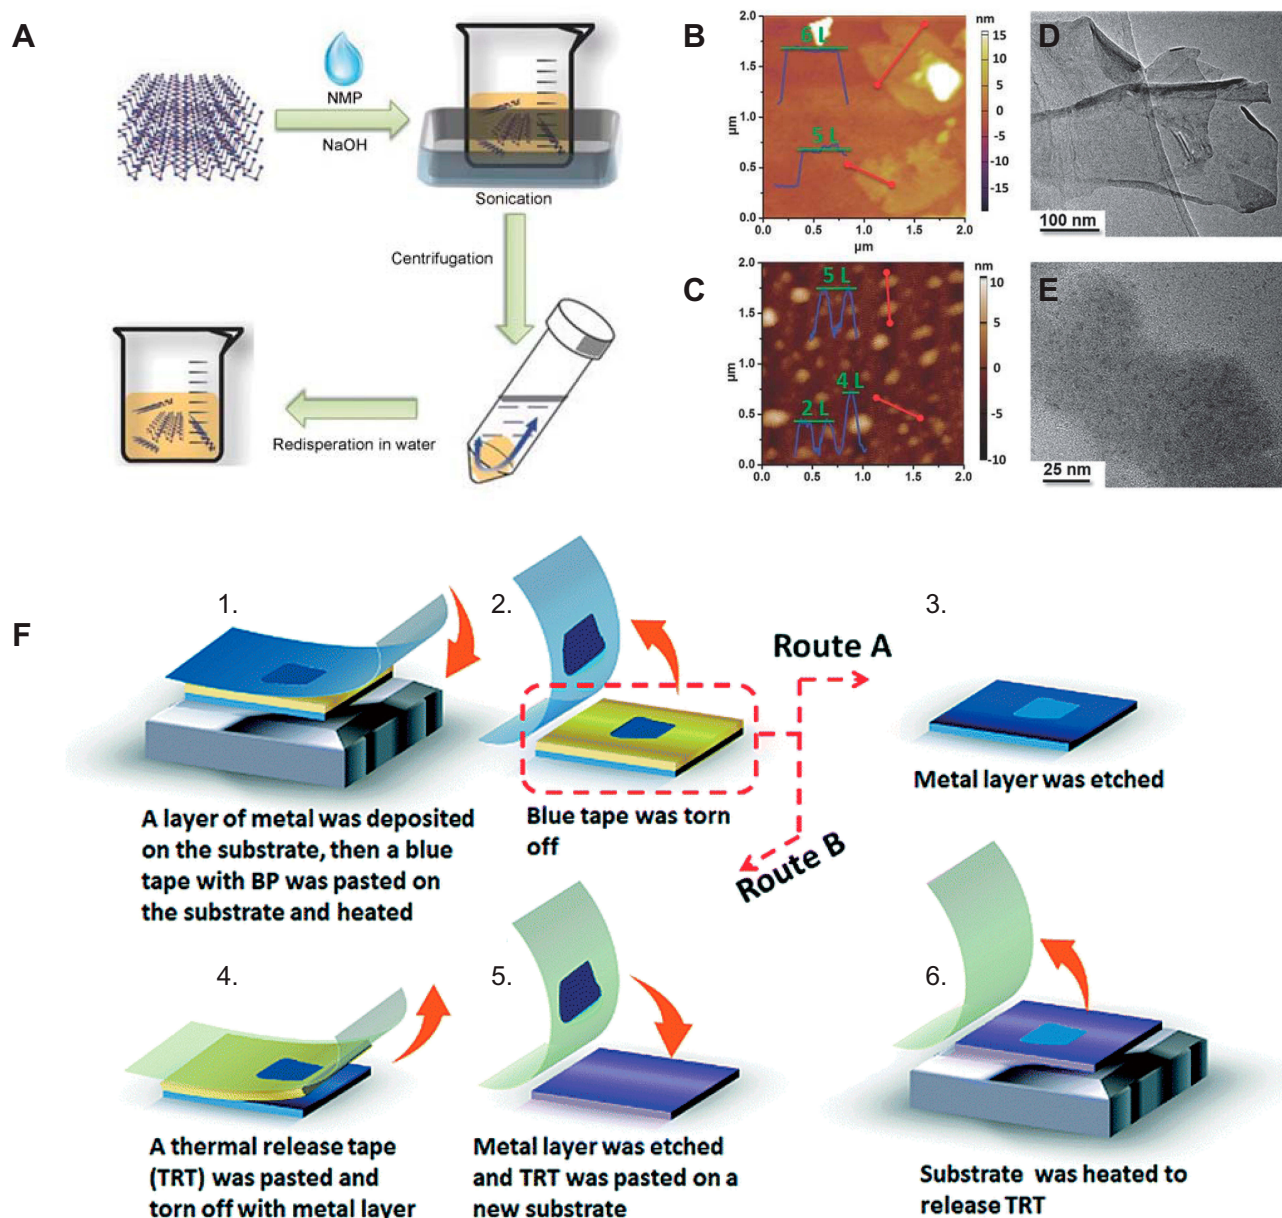 A
NMP
NaOH
Sonication
Centrifugation
Redisperation in water
B
2.0
1.5
1.0
0.5
0.0
µm
0.0 0.5 1.0 1.5 2.0
µm
6 L
5 L
nm
15
10
5
0
-5
-10
-15
D
100 nm
C
2.0
1.5
1.0
0.5
0.0
µm
0.0 0.5 1.0 1.5 2.0
5 L
4 L
2 L
nm
10
5
0
-5
-10
E
25 nm
F
1.
A layer of metal was deposited
on the substrate, then a blue
tape with BP was pasted on
the substrate and heated
2.
Blue tape was torn
off
Route A
Route B
3.
Metal layer was etched
4.
A thermal release tape
(TRT) was pasted and
torn off with metal layer
5.
Metal layer was etched
and TRT was pasted on a
new substrate
6.
Substrate was heated to
release TRT